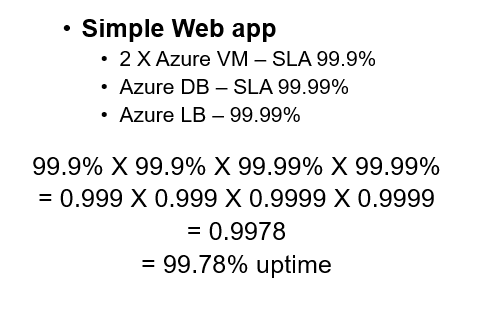 • Simple Web app
• 2 X Azure VM – SLA 99.9%
• Azure DB – SLA 99.99%
• Azure LB – 99.99%
99.9% X 99.9% X 99.99% X 99.99%
= 0.999 X 0.999 X 0.9999 X 0.9999
= 0.9978
= 99.78% uptime